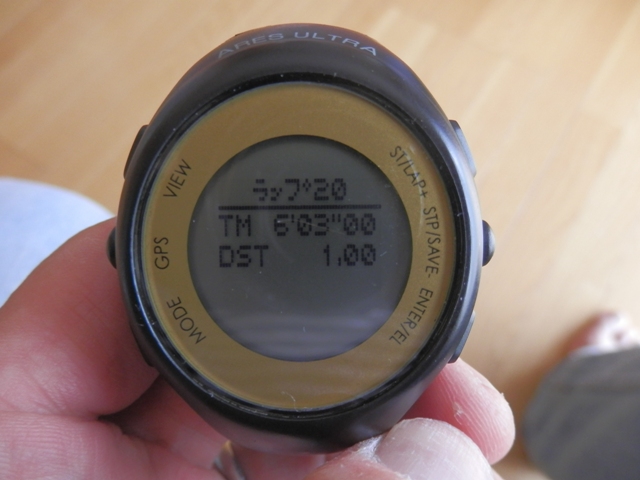 ARES ULTRA
VIEW
GPS
MODE
ST/LAP+
STP/SAVE-
ENTER/EL
ラップ20
TM 6'03"00
DST 1.00